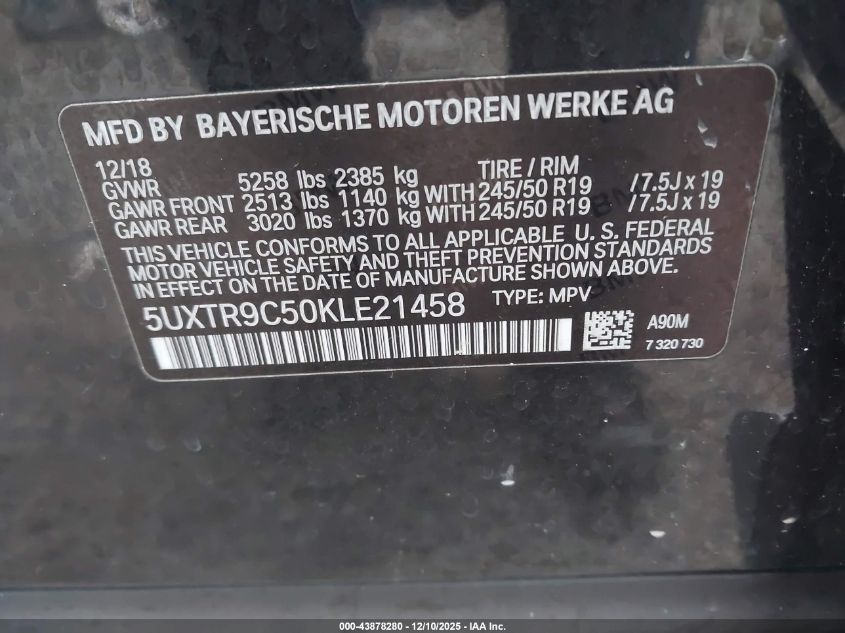 MFD BY BAYERISCHE MOTOREN WERKE AG
12/18
TIRE / RIM
GVWR 5258 lbs 2385 kg
GAWR FRONT 2513 lbs 1140 kg WITH 245/50 R19 / 7.5J x 19
GAWR REAR 3020 lbs 1370 kg WITH 245/50 R19 / 7.5J x 19
THIS VEHICLE CONFORMS TO ALL APPLICABLE U. S. FEDERAL
MOTOR VEHICLE SAFETY AND THEFT PREVENTION STANDARDS
IN EFFECT ON THE DATE OF MANUFACTURE SHOWN ABOVE.
5UXTR9C50KLE21458 TYPE: MPV
A90M
7 320 730
000-43878280 - 12/10/2025 - IAA Inc.